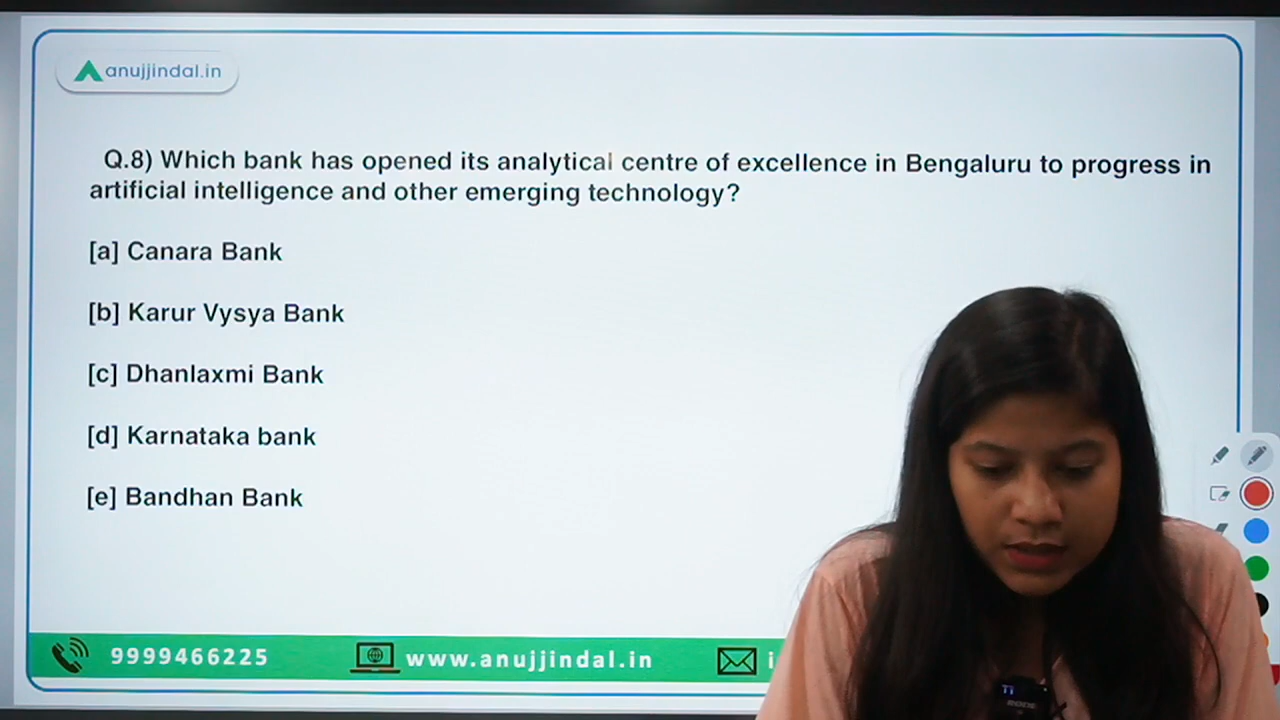 anujjindal.in
Q.8) Which bank has opened its analytical centre of excellence in Bengaluru to progress in
artificial intelligence and other emerging technology?
[a] Canara Bank
[b] Karur Vysya Bank
[c] Dhanlaxmi Bank
[d] Karnataka bank
[e] Bandhan Bank
9999466225 www.anujjindal.in
RODE